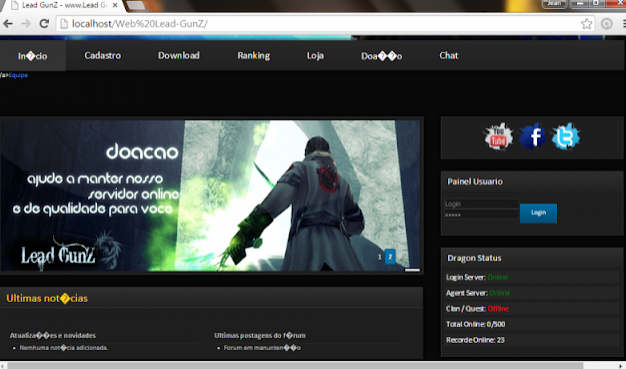 Lead GunZ - www.Lead G
Jean
localhost/Web%20Lead-GunZ/
In�cio Cadastro Download Ranking Loja Doa��o Chat
/a>Equipe
doacao
ajude a manter nosso
servidor online
e de qualidade para voce
Lead GunZ
1 2
You Tube
Painel Usuario
Login
*****
Login
Dragon Status
Login Server: Online
Agent Server: Online
Clan / Quest: Offline
Total Online: 0/500
Recorde Online: 23
Ultimas not�cias
Atualiza��es e novidades
Nenhuma not�cia adicionada.
Ultimas postagens do f�rum
Forum em manunten��o